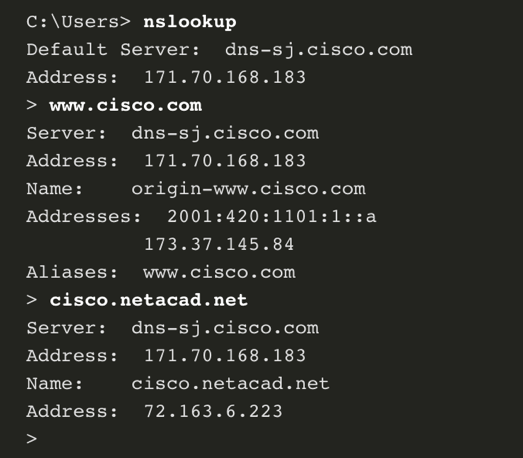 C:\Users> nslookup
Default Server:  dns-sj.cisco.com
Address:  171.70.168.183
> www.cisco.com
Server:  dns-sj.cisco.com
Address:  171.70.168.183
Name:    origin-www.cisco.com
Addresses:  2001:420:1101:1::a
          173.37.145.84
Aliases:  www.cisco.com
> cisco.netacad.net
Server:  dns-sj.cisco.com
Address:  171.70.168.183
Name:    cisco.netacad.net
Address:  72.163.6.223
>